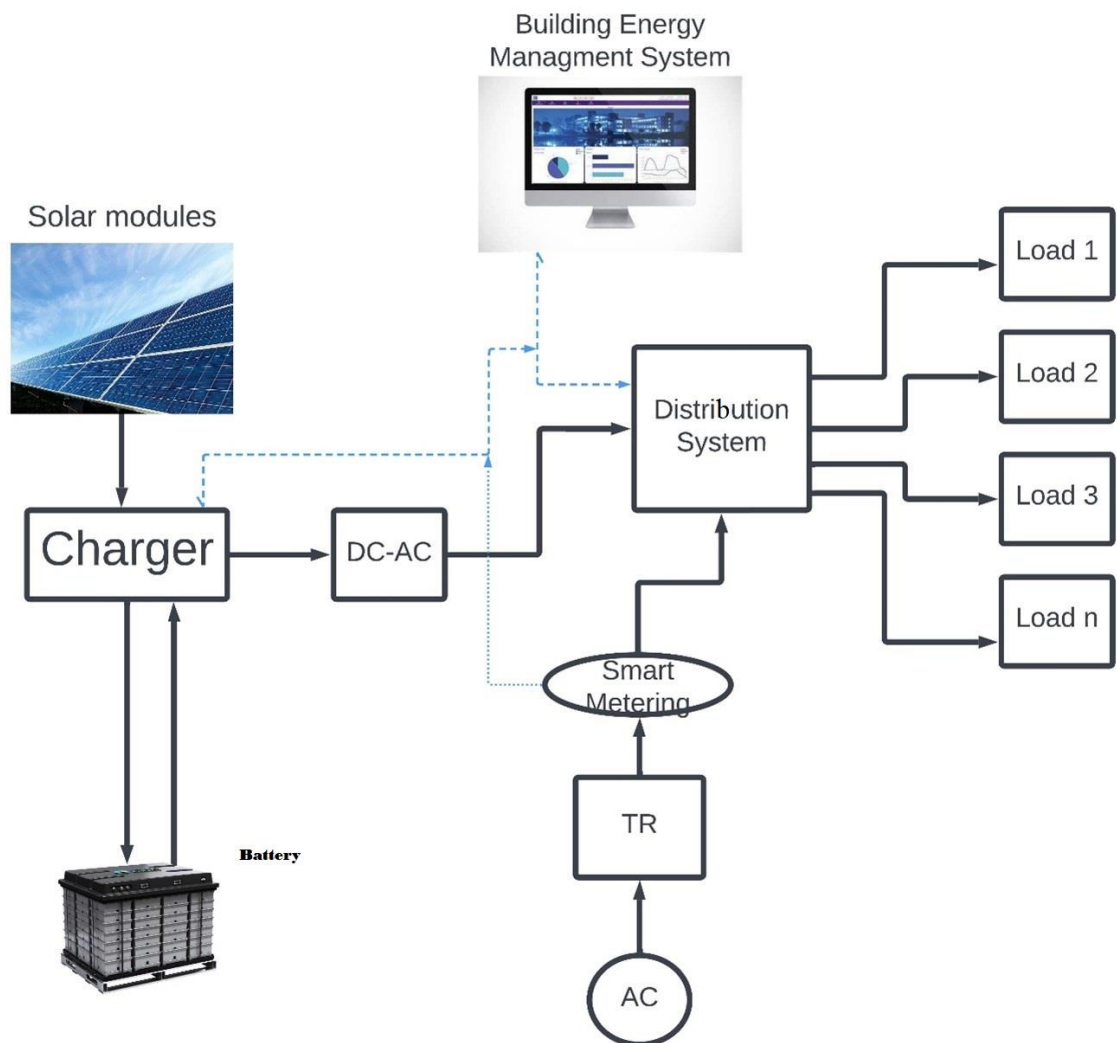 Building Energy
Managment System
Solar modules
Load 1
Load 2
Distribution
System
Load 3
Charger
DC-AC
Load n
Smart
Metering
TR
Battery
AC